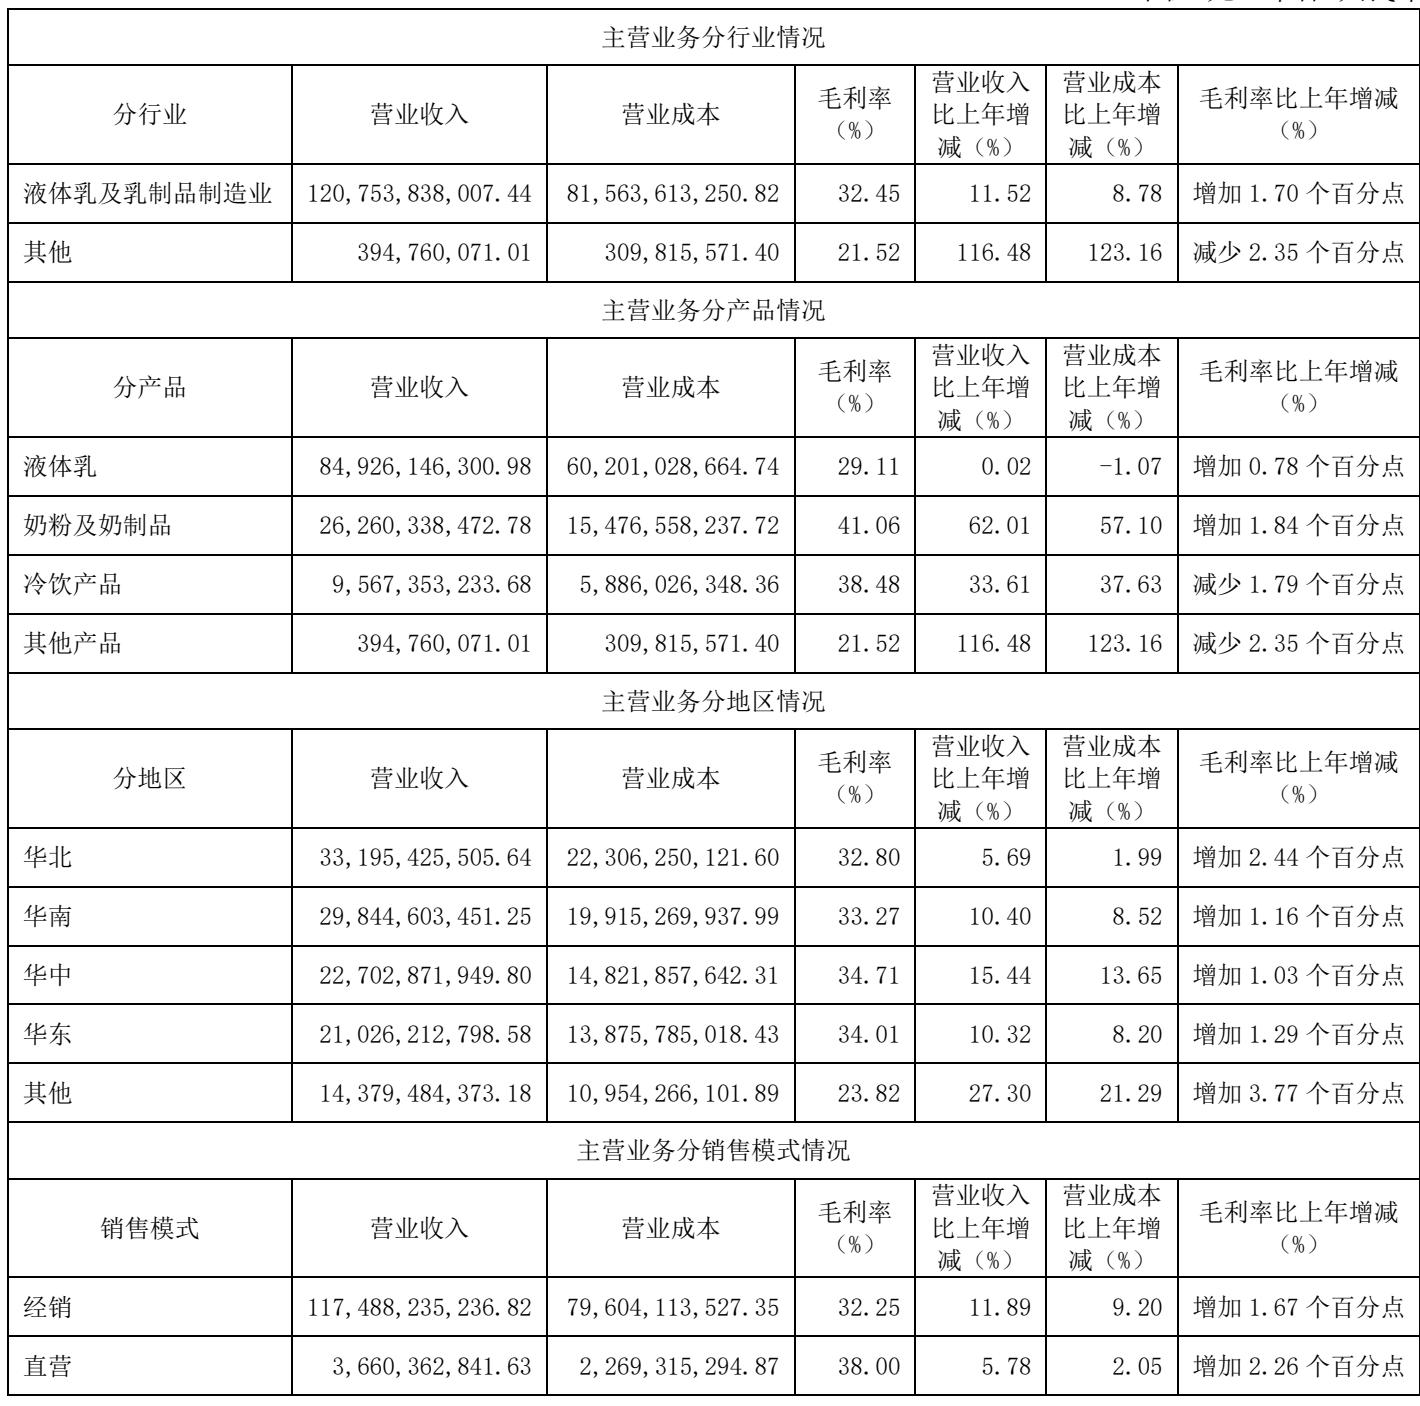 主营业务分行业情况
分行业 营业收入 营业成本 毛利率（%） 营业收入比上年增减（%） 营业成本比上年增减（%） 毛利率比上年增减（%）
液体乳及乳制品制造业 120,753,838,007.44 81,563,613,250.82 32.45 11.52 8.78 增加 1.70 个百分点
其他 394,760,071.01 309,815,571.40 21.52 116.48 123.16 减少 2.35 个百分点
主营业务分产品情况
分产品 营业收入 营业成本 毛利率（%） 营业收入比上年增减（%） 营业成本比上年增减（%） 毛利率比上年增减（%）
液体乳 84,926,146,300.98 60,201,028,664.74 29.11 0.02 -1.07 增加 0.78 个百分点
奶粉及奶制品 26,260,338,472.78 15,476,558,237.72 41.06 62.01 57.10 增加 1.84 个百分点
冷饮产品 9,567,353,233.68 5,886,026,348.36 38.48 33.61 37.63 减少 1.79 个百分点
其他产品 394,760,071.01 309,815,571.40 21.52 116.48 123.16 减少 2.35 个百分点
主营业务分地区情况
分地区 营业收入 营业成本 毛利率（%） 营业收入比上年增减（%） 营业成本比上年增减（%） 毛利率比上年增减（%）
华北 33,195,425,505.64 22,306,250,121.60 32.80 5.69 1.99 增加 2.44 个百分点
华南 29,844,603,451.25 19,915,269,937.99 33.27 10.40 8.52 增加 1.16 个百分点
华中 22,702,871,949.80 14,821,857,642.31 34.71 15.44 13.65 增加 1.03 个百分点
华东 21,026,212,798.58 13,875,785,018.43 34.01 10.32 8.20 增加 1.29 个百分点
其他 14,379,484,373.18 10,954,266,101.89 23.82 27.30 21.29 增加 3.77 个百分点
主营业务分销售模式情况
销售模式 营业收入 营业成本 毛利率（%） 营业收入比上年增减（%） 营业成本比上年增减（%） 毛利率比上年增减（%）
经销 117,488,235,236.82 79,604,113,527.35 32.25 11.89 9.20 增加 1.67 个百分点
直营 3,660,362,841.63 2,269,315,294.87 38.00 5.78 2.05 增加 2.26 个百分点